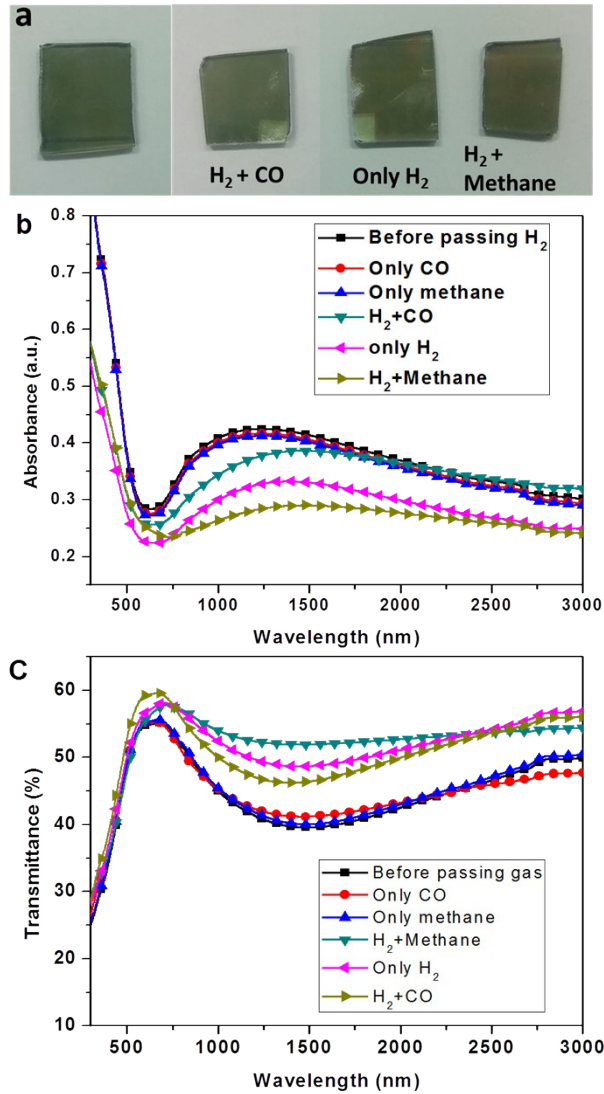 a
H₂ + CO
Only H₂
H₂ +
Methane
b
0.8
0.7
0.6
0.5
0.4
0.3
0.2
Absorbance (a.u.)
Before passing H₂
Only CO
Only methane
H₂+CO
only H₂
H₂+Methane
500 1000 1500 2000 2500 3000
Wavelength (nm)
C
60
50
40
30
20
10
Transmittance (%)
Before passing gas
Only CO
Only methane
H₂+Methane
Only H₂
H₂+CO
500 1000 1500 2000 2500 3000
Wavelength (nm)